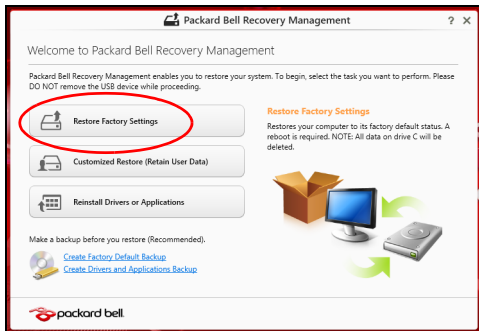 Packard Bell Recovery Management
? X
Welcome to Packard Bell Recovery Management
Packard Bell Recovery Management enables you to restore your system. To begin, select the task you want to perform. Please
DO NOT remove the USB device while proceeding.
Restore Factory Settings
Restore Factory Settings
Restores your computer to its factory default status. A
reboot is required. NOTE: All data on drive C will be
deleted.
Customized Restore (Retain User Data)
Reinstall Drivers or Applications
Make a backup before you restore (Recommended).
Create Factory Default Backup
Create Drivers and Applications Backup
packard bell